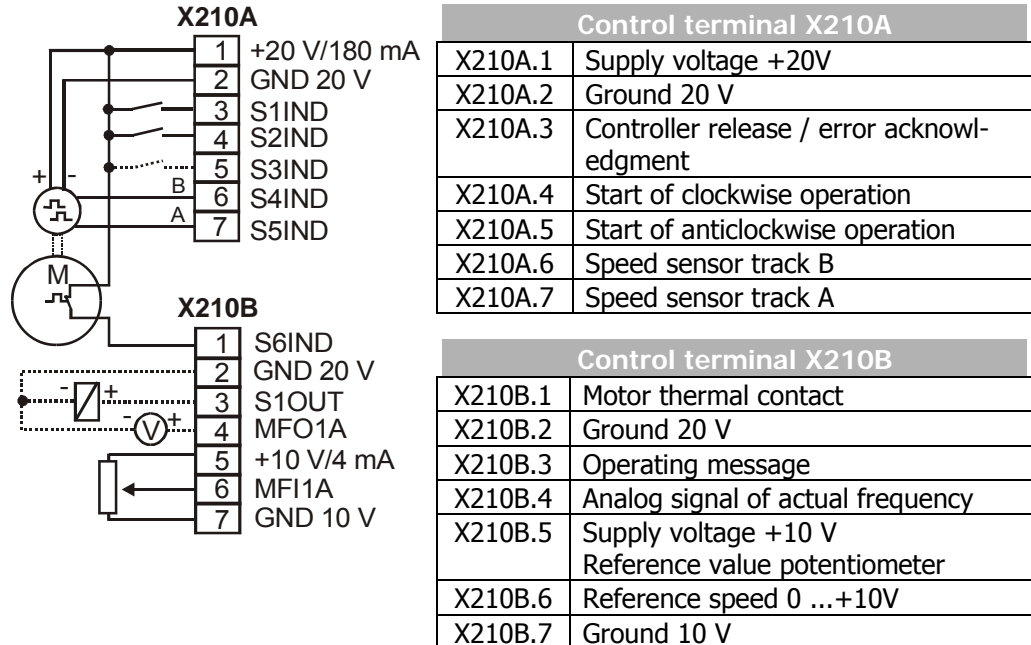 X210A
1 +20 V/180 mA
2 GND 20 V
3 S1IND
4 S2IND
5 S3IND
6 S4IND
7 S5IND
+ -
B
A
M
X210B
1 S6IND
2 GND 20 V
3 S1OUT
4 MFO1A
5 +10 V/4 mA
6 MFI1A
7 GND 10 V
- +
- V +
Control terminal X210A
X210A.1 Supply voltage +20V
X210A.2 Ground 20 V
X210A.3 Controller release / error acknowl-
edgment
X210A.4 Start of clockwise operation
X210A.5 Start of anticlockwise operation
X210A.6 Speed sensor track B
X210A.7 Speed sensor track A
Control terminal X210B
X210B.1 Motor thermal contact
X210B.2 Ground 20 V
X210B.3 Operating message
X210B.4 Analog signal of actual frequency
X210B.5 Supply voltage +10 V
Reference value potentiometer
X210B.6 Reference speed 0 ...+10V
X210B.7 Ground 10 V